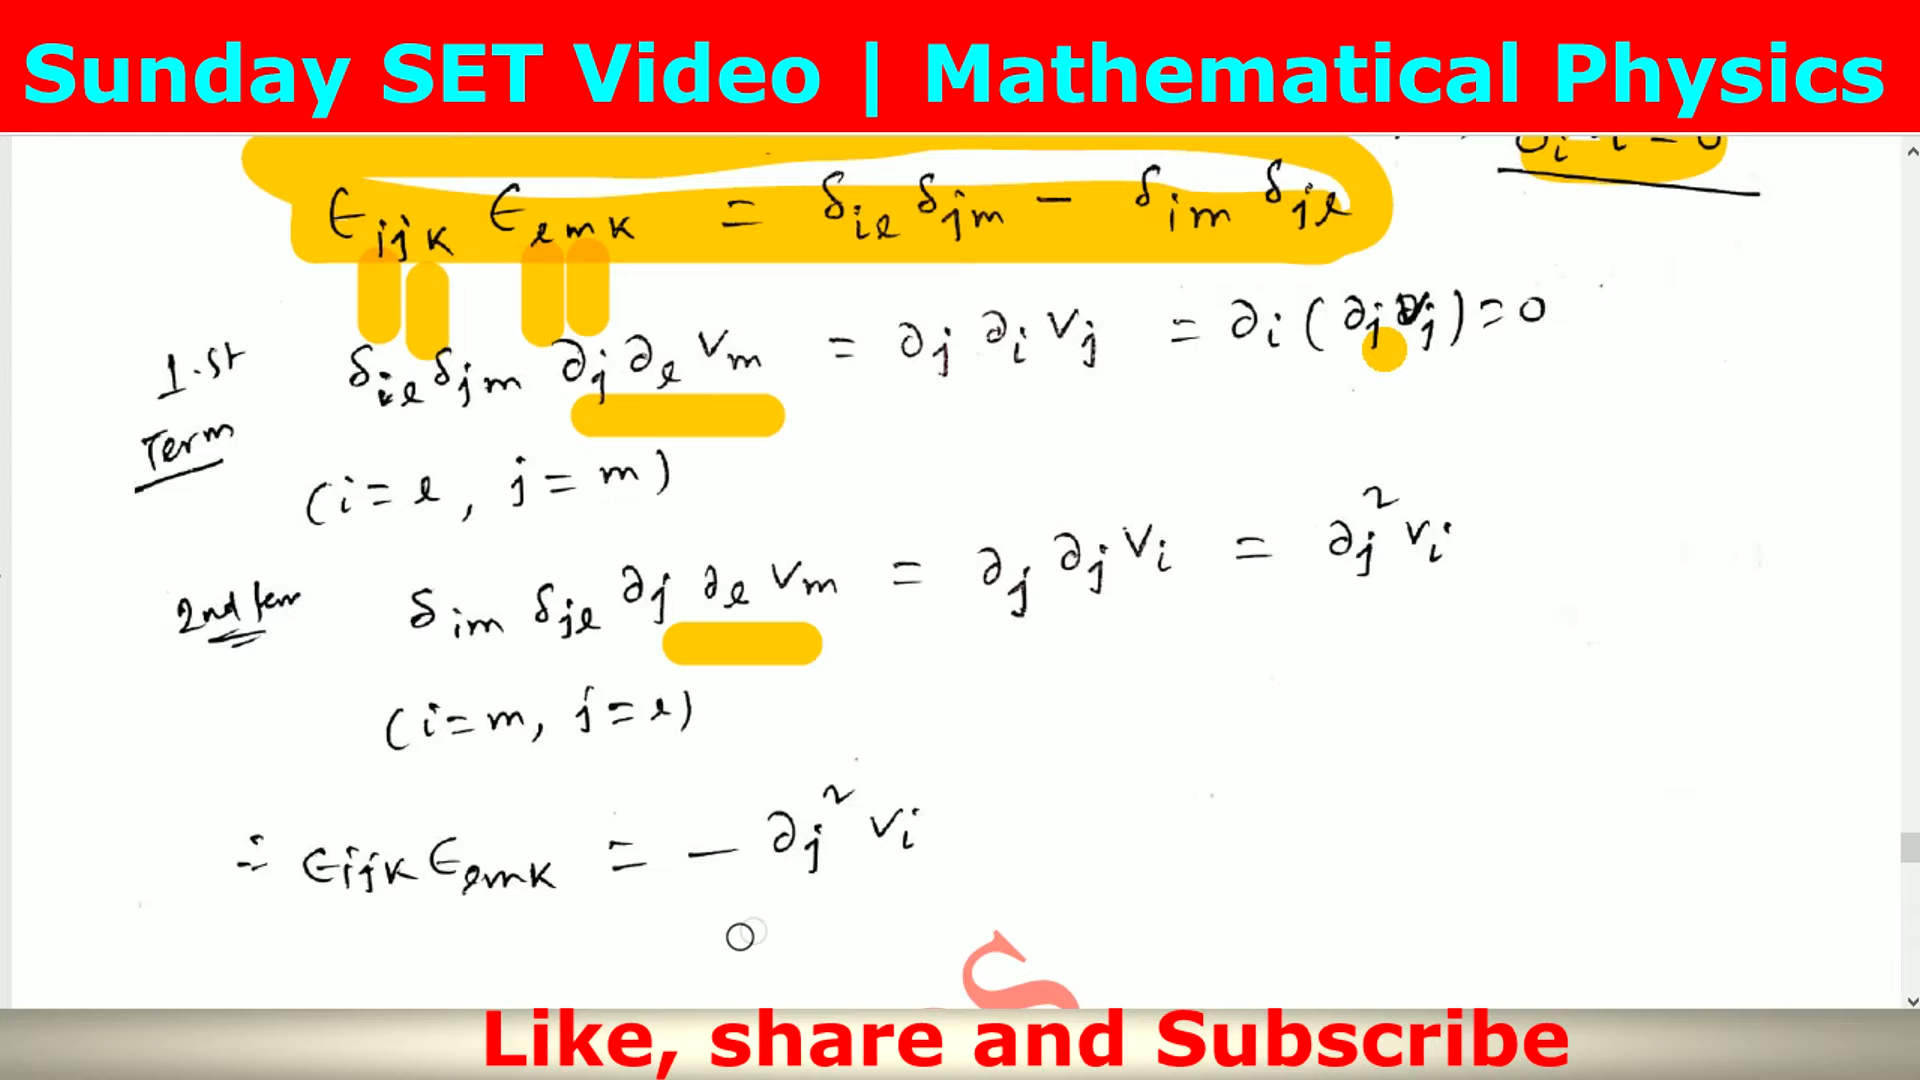 Sunday SET Video | Mathematical Physics
ϵijk ϵlmk = δil δjm − δim δjl
1.st Term δil δjm ∂j ∂l Vm = ∂j ∂i Vj = ∂i ( ∂j Vj ) = 0
(i = l , j = m )
2nd term δim δjl ∂j ∂l Vm = ∂j ∂j Vi = ∂j² Vi
(i=m, j=l)
∴ ϵijk ϵlmk = − ∂j² Vi
S
Like, share and Subscribe